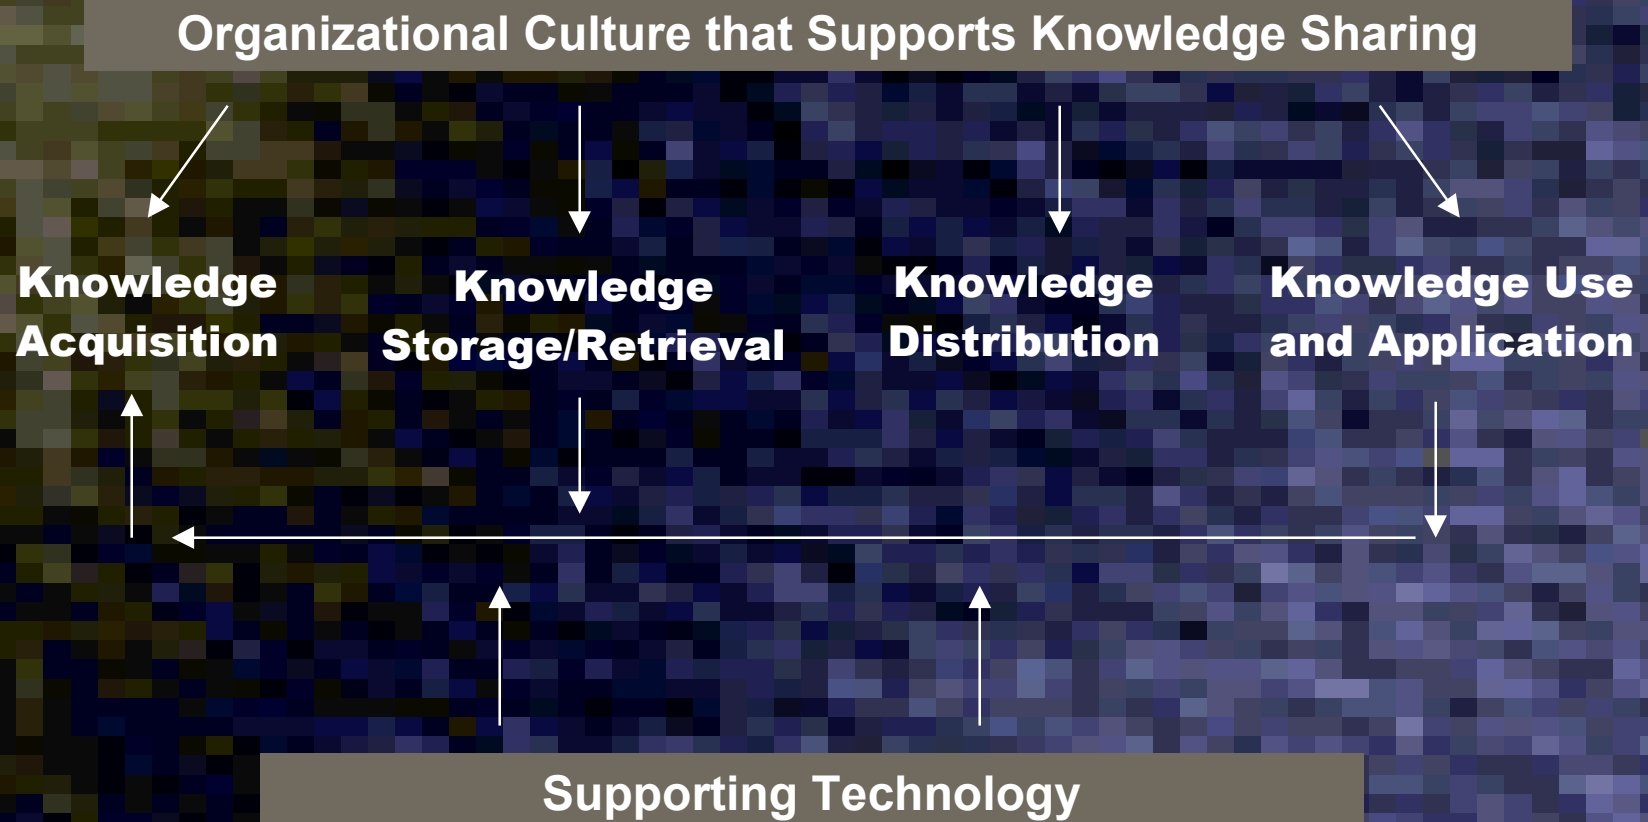 Organizational Culture that Supports Knowledge Sharing
Knowledge
Acquisition
Knowledge
Storage/Retrieval
Knowledge
Distribution
Knowledge Use
and Application
Supporting Technology